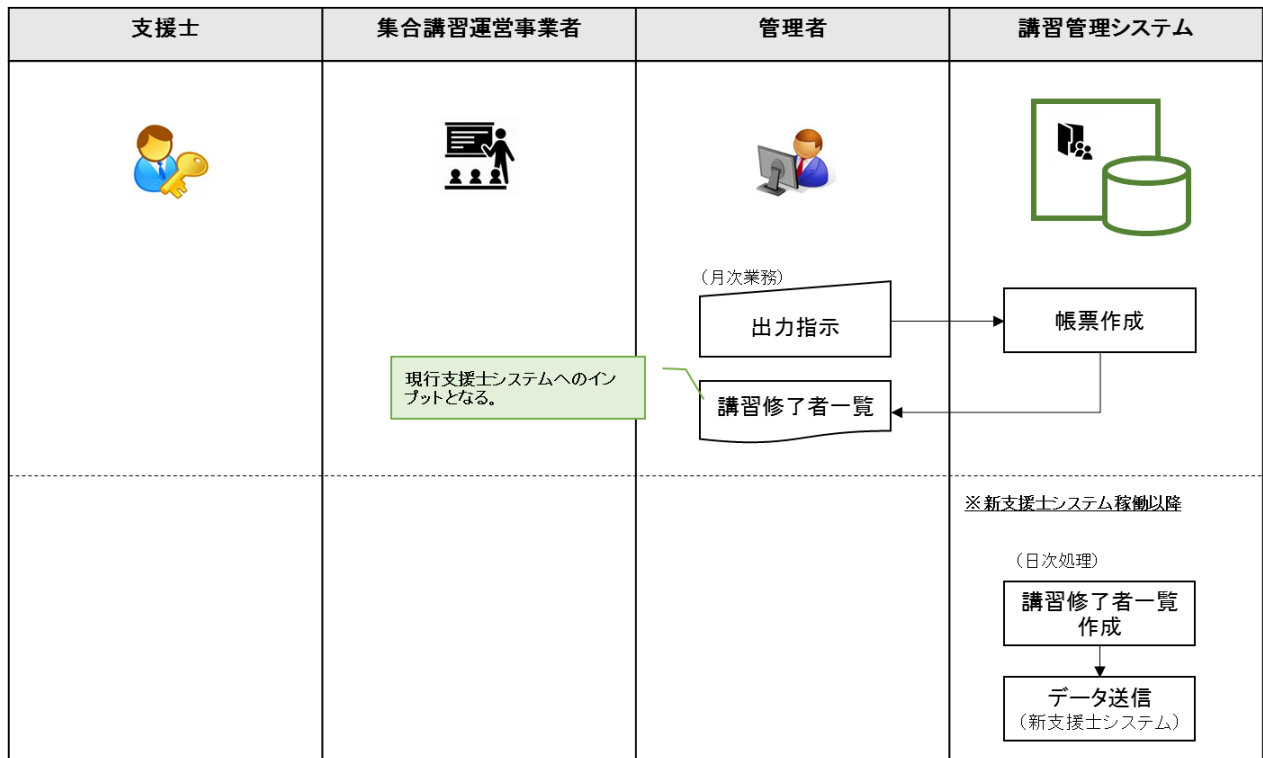 支援士
集合講習運営事業者
管理者
講習管理システム
（月次業務）
出力指示
帳票作成
現行支援士システムへのイン
プットとなる。
講習修了者一覧
※新支援士システム稼働以降
（日次処理）
講習修了者一覧
作成
データ送信
（新支援士システム）